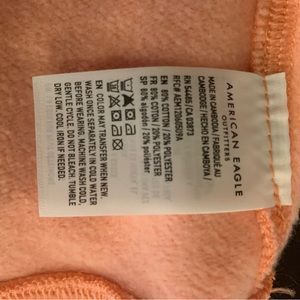 AMERICAN EAGLE
OUTFITTERS
MADE IN CAMBODIA / FABRIQUÉ AU
CAMBODGE / HECHO EN CAMBOYA /
RN 54485 / CA 03873
EN 80% COTTON / 20% POLYESTER
FR 80% COTON / 20% POLYESTER
SP 80% algodón / 20% poliéster
EN COLOR MAY TRANSFER WHEN NEW.
WASH ONCE SEPARATELY IN COLD WATER
BEFORE WEARING. MACHINE WASH COLD,
GENTLE CYCLE. DO NOT BLEACH. TUMBLE
DRY LOW. COOL IRON IF NEEDED.